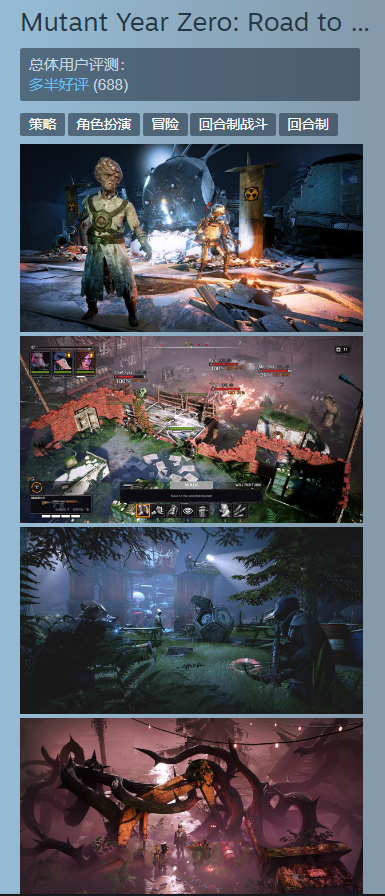 Mutant Year Zero: Road to ...
总体用户评测：
多半好评 (688)
策略 角色扮演 冒险 回合制战斗 回合制
WALK